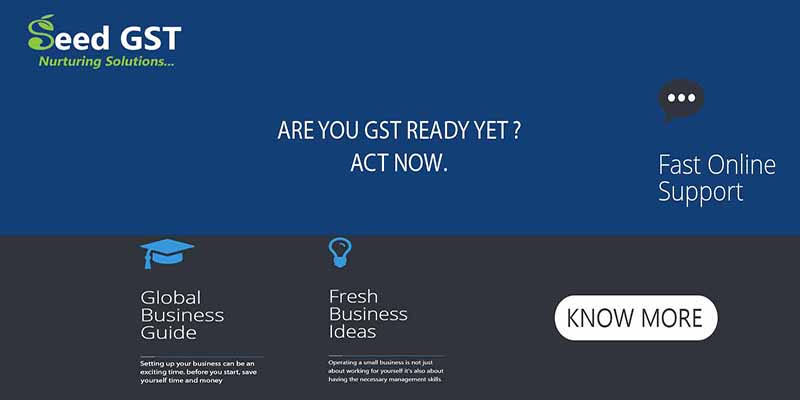 Seed GST
Nurturing Solutions...
ARE YOU GST READY YET ?
ACT NOW.
Fast Online
Support
Global
Business
Guide
Setting up your business can be an
exciting time. before you start, save
yourself time and money
Fresh
Business
Ideas
Operating a small business is not just
about working for yourself it's also about
having the necessary management skills
KNOW MORE